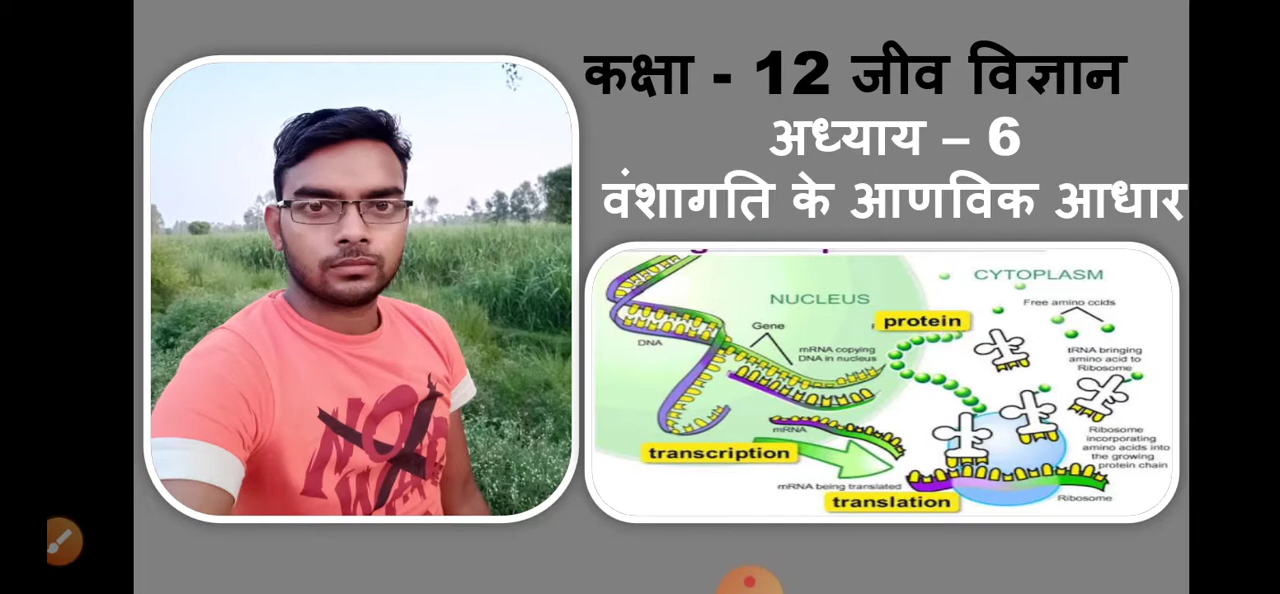 कक्षा - 12 जीव विज्ञान
अध्याय – 6
वंशागति के आणविक आधार
CYTOPLASM
NUCLEUS
Free amino ccids
protein
Gene
DNA
mRNA copying
DNA in nucleus
tRNA bringing
amino acid to
Ribosome
mRNA
Ribosome
incorporating
amino acids into
the growing
protein chain
transcription
mRNA being translated
translation
Ribosome
NO